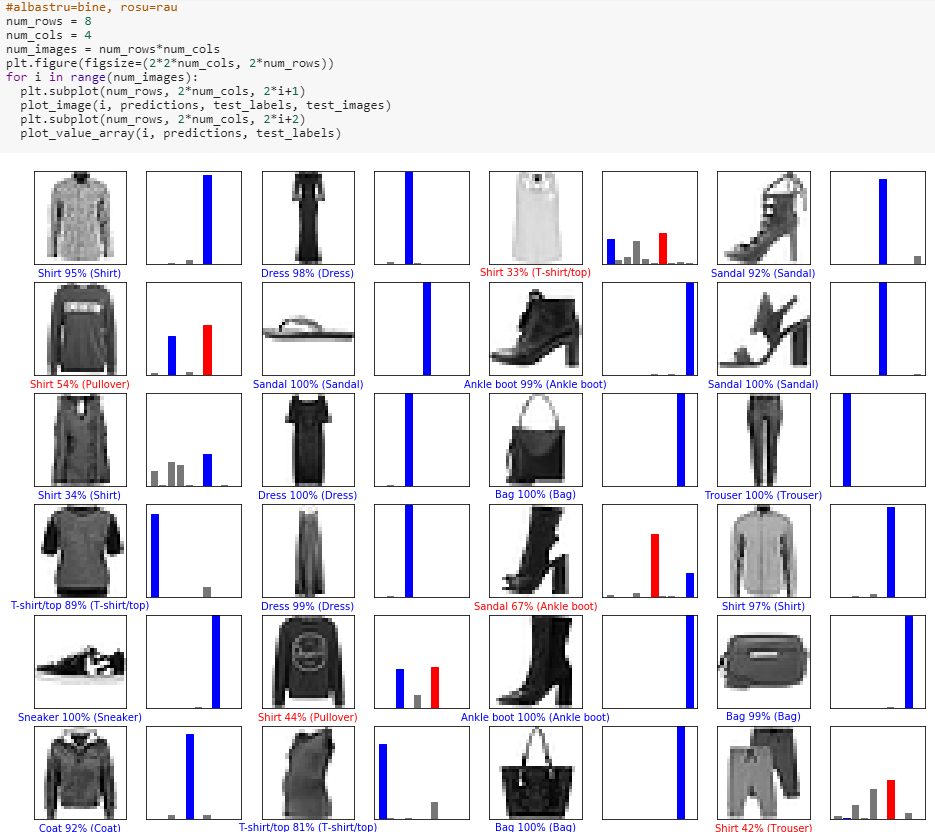 #albastru=bine, rosu=rau
num_rows = 8
num_cols = 4
num_images = num_rows*num_cols
plt.figure(figsize=(2*2*num_cols, 2*num_rows))
for i in range(num_images):
  plt.subplot(num_rows, 2*num_cols, 2*i+1)
  plot_image(i, predictions, test_labels, test_images)
  plt.subplot(num_rows, 2*num_cols, 2*i+2)
  plot_value_array(i, predictions, test_labels)
Shirt 95% (Shirt)
Dress 98% (Dress)
Shirt 33% (T-shirt/top)
Sandal 92% (Sandal)
Shirt 54% (Pullover)
Sandal 100% (Sandal)
Ankle boot 99% (Ankle boot)
Sandal 100% (Sandal)
Shirt 34% (Shirt)
Dress 100% (Dress)
Bag 100% (Bag)
Trouser 100% (Trouser)
T-shirt/top 89% (T-shirt/top)
Dress 99% (Dress)
Sandal 67% (Ankle boot)
Shirt 97% (Shirt)
Sneaker 100% (Sneaker)
Shirt 44% (Pullover)
Ankle boot 100% (Ankle boot)
Bag 99% (Bag)
Coat 92% (Coat)
T-shirt/top 81% (T-shirt/top)
Bag 100% (Bag)
Shirt 42% (Trouser)